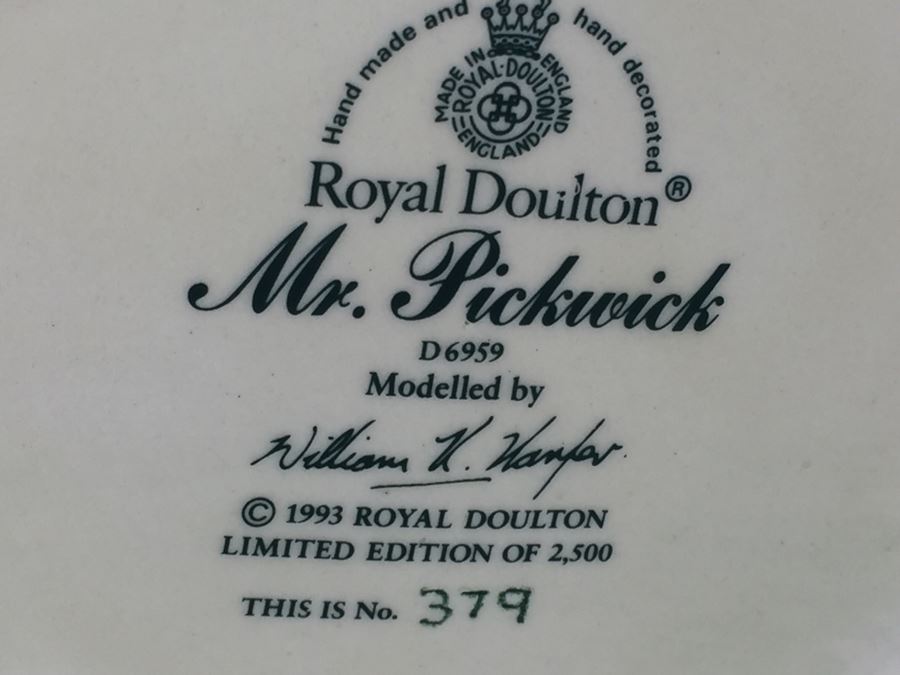 Hand made and hand decorated
MADE IN ENGLAND
ROYAL·DOULTON
ENGLAND
Royal Doulton®
Mr. Pickwick
D6959
Modelled by
William K. Harper
© 1993 ROYAL DOULTON
LIMITED EDITION OF 2,500
THIS IS No. 379